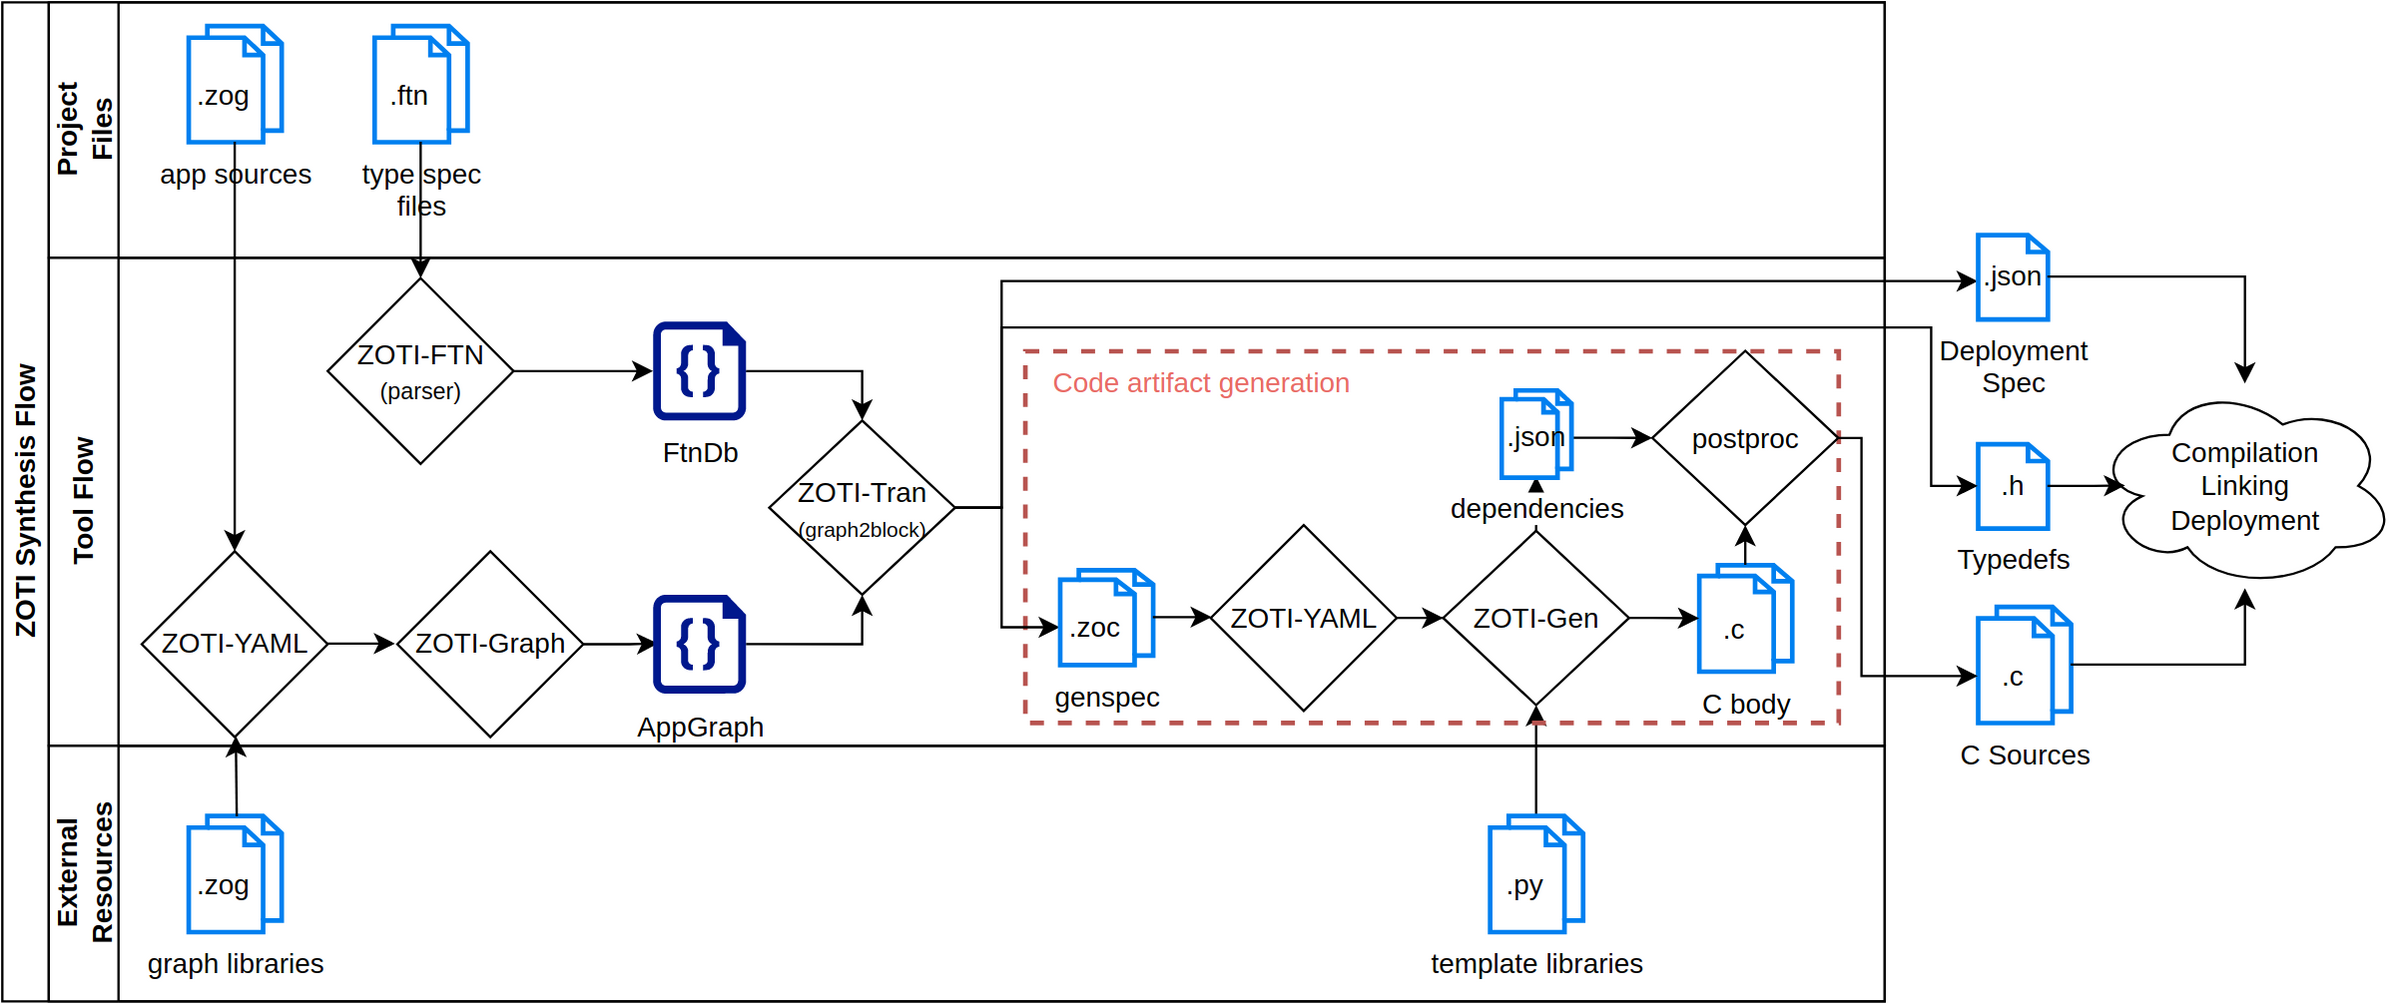 ZOTI Synthesis Flow
Project
Files
.zog
app sources
.ftn
type spec
files
Tool Flow
ZOTI-FTN
(parser)
{ }
FtnDb
ZOTI-YAML
ZOTI-Graph
{ }
AppGraph
ZOTI-Tran
(graph2block)
Code artifact generation
.zoc
genspec
ZOTI-YAML
.json
dependencies
ZOTI-Gen
postproc
.c
C body
External
Resources
.zog
graph libraries
.py
template libraries
.json
Deployment
Spec
.h
Typedefs
.c
C Sources
Compilation
Linking
Deployment